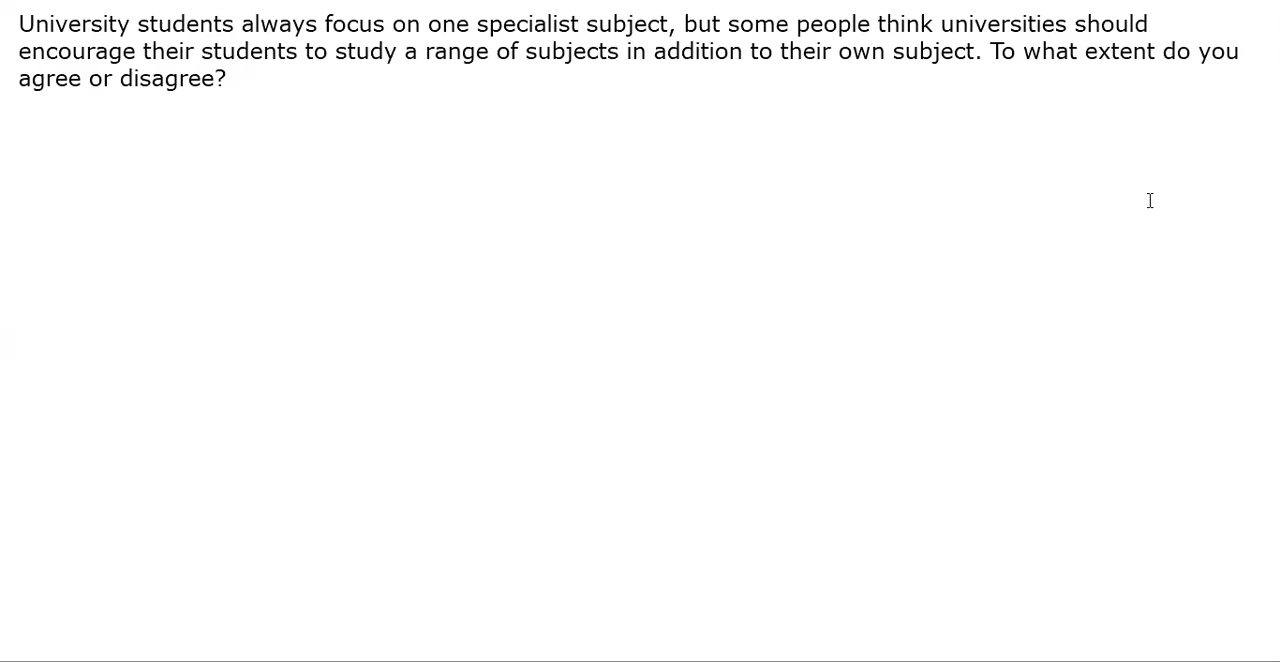 University students always focus on one specialist subject, but some people think universities should
encourage their students to study a range of subjects in addition to their own subject. To what extent do you
agree or disagree?